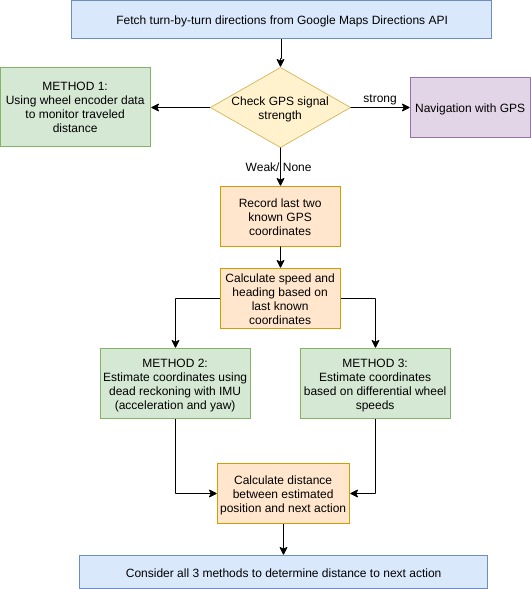 Fetch turn-by-turn directions from Google Maps Directions API
METHOD 1:
Using wheel encoder data
to monitor traveled
distance
Check GPS signal
strength
strong
Navigation with GPS
Weak/ None
Record last two
known GPS
coordinates
Calculate speed and
heading based on
last known
coordinates
METHOD 2:
Estimate coordinates using
dead reckoning with IMU
(acceleration and yaw)
METHOD 3:
Estimate coordinates
based on differential wheel
speeds
Calculate distance
between estimated
position and next action
Consider all 3 methods to determine distance to next action